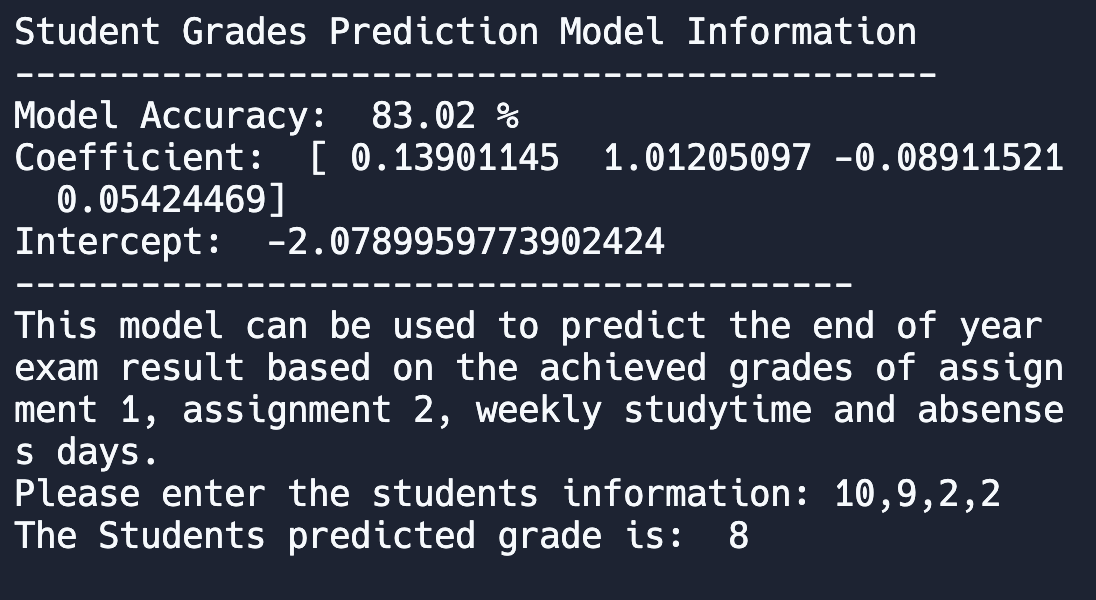 Student Grades Prediction Model Information
--------------------------------------------
Model Accuracy:  83.02 %
Coefficient:  [ 0.13901145  1.01205097 -0.08911521
  0.05424469]
Intercept:  -2.0789959773902424
----------------------------------------
This model can be used to predict the end of year
exam result based on the achieved grades of assign
ment 1, assignment 2, weekly studytime and absense
s days.
Please enter the students information: 10,9,2,2
The Students predicted grade is:  8